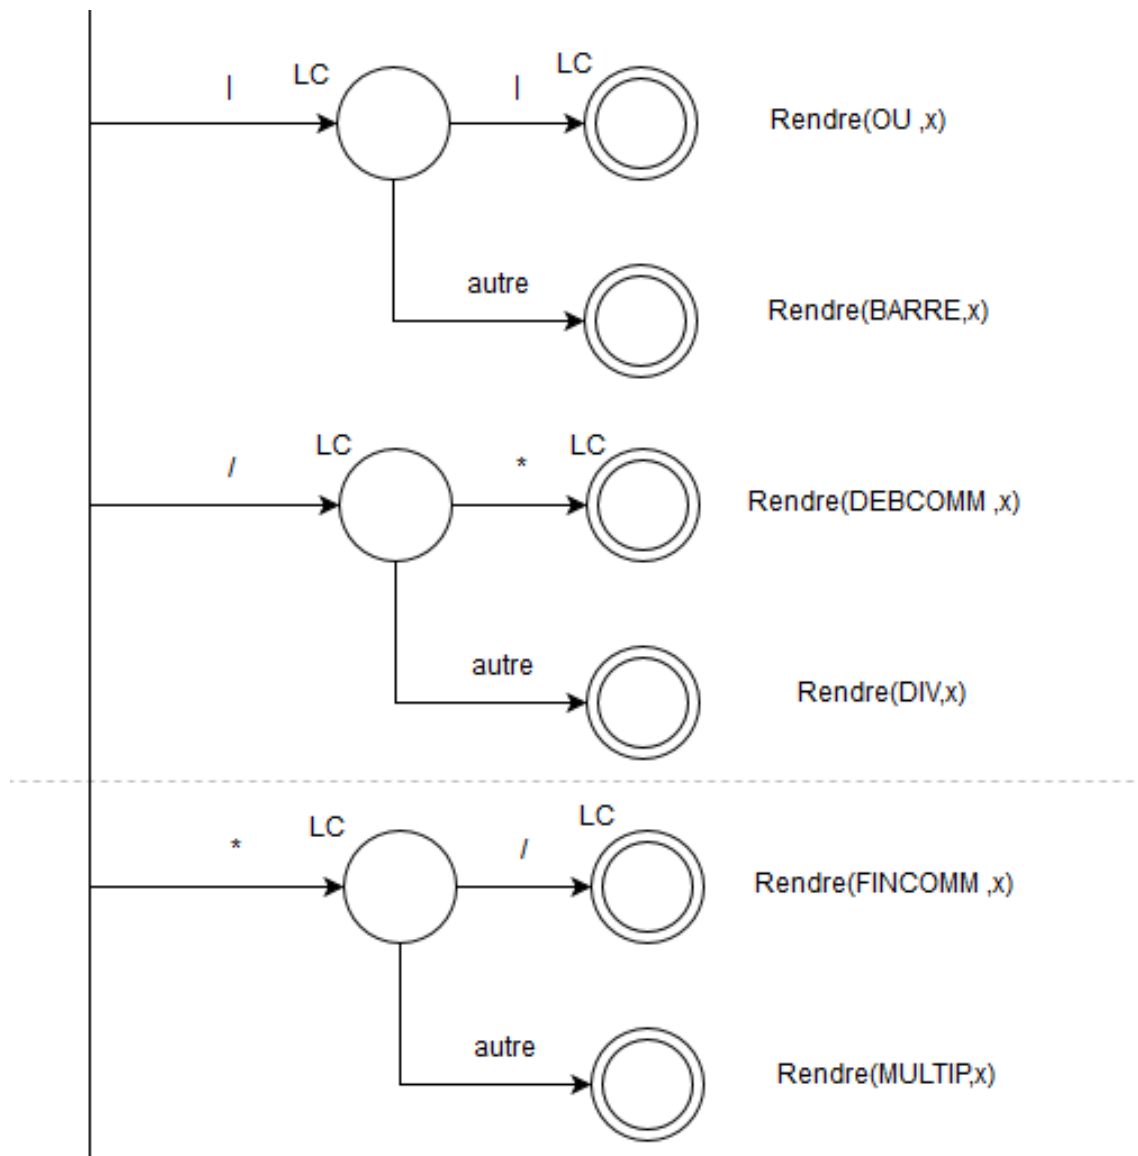 | LC | LC Rendre(OU ,x)
autre Rendre(BARRE,x)
/ LC * LC Rendre(DEBCOMM ,x)
autre Rendre(DIV,x)
* LC / LC Rendre(FINCOMM ,x)
autre Rendre(MULTIP,x)